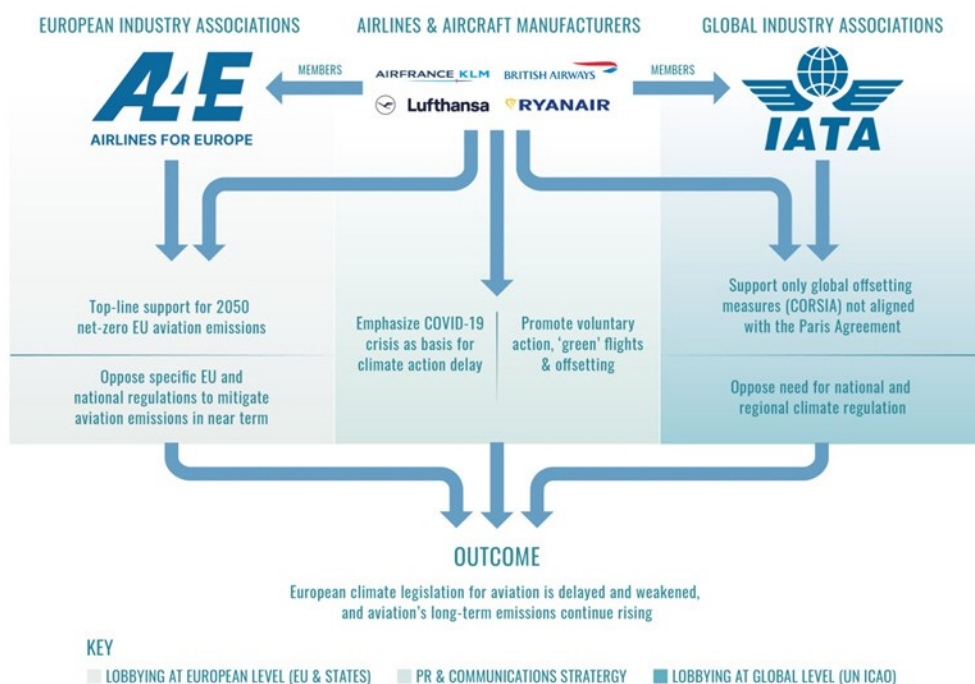 EUROPEAN INDUSTRY ASSOCIATIONS
AIRLINES & AIRCRAFT MANUFACTURERS
GLOBAL INDUSTRY ASSOCIATIONS
A4E
AIRLINES FOR EUROPE
MEMBERS
AIRFRANCE KLM
BRITISH AIRWAYS
Lufthansa
RYANAIR
MEMBERS
IATA
Top-line support for 2050
net-zero EU aviation emissions
Oppose specific EU and
national regulations to mitigate
aviation emissions in near term
Emphasize COVID-19
crisis as basis for
climate action delay
Promote voluntary
action, ‘green’ flights
& offsetting
Support only global offsetting
measures (CORSIA) not aligned
with the Paris Agreement
Oppose need for national and
regional climate regulation
OUTCOME
European climate legislation for aviation is delayed and weakened,
and aviation’s long-term emissions continue rising
KEY
LOBBYING AT EUROPEAN LEVEL (EU & STATES)
PR & COMMUNICATIONS STRATERGY
LOBBYING AT GLOBAL LEVEL (UN ICAO)